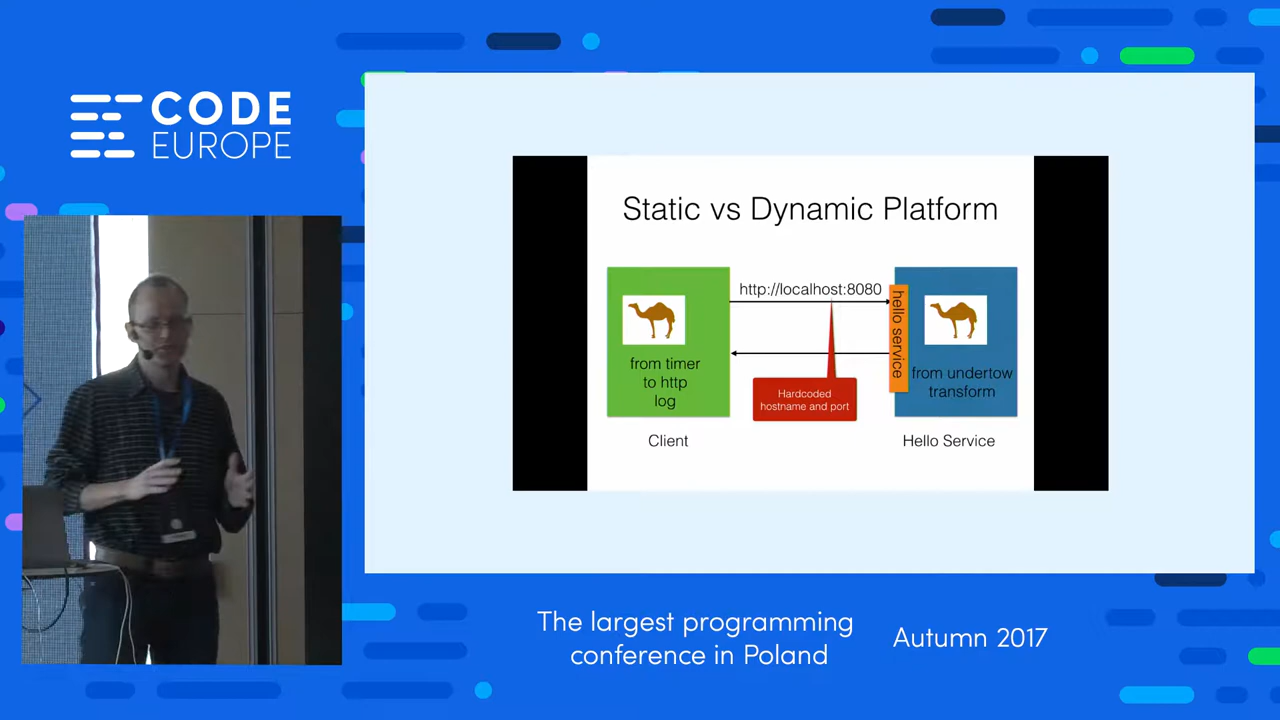 CODE
EUROPE
Static vs Dynamic Platform
http://localhost:8080
hello service
from timer
to http
log
Hardcoded
hostname and port
from undertow
transform
Client
Hello Service
The largest programming
conference in Poland
Autumn 2017